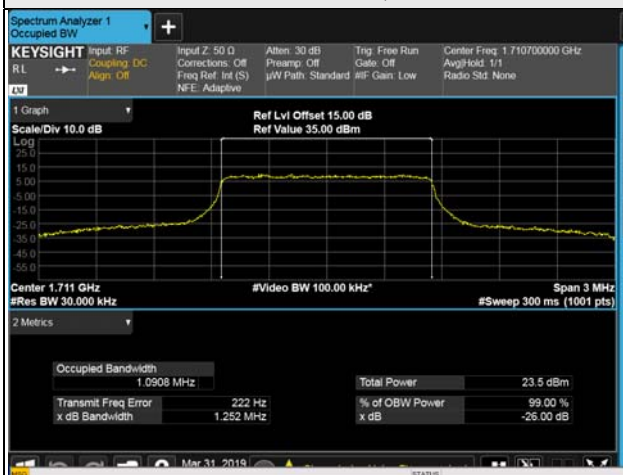 Spectrum Analyzer 1
Occupied BW
KEYSIGHT Input: RF Input Z: 50 Ω Atten: 30 dB Trig: Free Run Center Freq: 1.710700000 GHz
RL Coupling: DC Corrections: Off Preamp: Off Gate: Off Avg|Hold: 1/1
Align: Off Freq Ref: Int (S) µW Path: Standard #IF Gain: Low Radio Std: None
LXI NFE: Adaptive
1 Graph
Ref Lvl Offset 15.00 dB
Scale/Div 10.0 dB Ref Value 35.00 dBm
Log
25.0
15.0
5.00
-5.00
-15.0
-25.0
-35.0
-45.0
-55.0
Center 1.711 GHz #Video BW 100.00 kHz* Span 3 MHz
#Res BW 30.000 kHz #Sweep 300 ms (1001 pts)
2 Metrics
Occupied Bandwidth
1.0908 MHz Total Power 23.5 dBm
Transmit Freq Error 222 Hz % of OBW Power 99.00 %
x dB Bandwidth 1.252 MHz x dB -26.00 dB
Mar 31, 2019
MSG STATUS